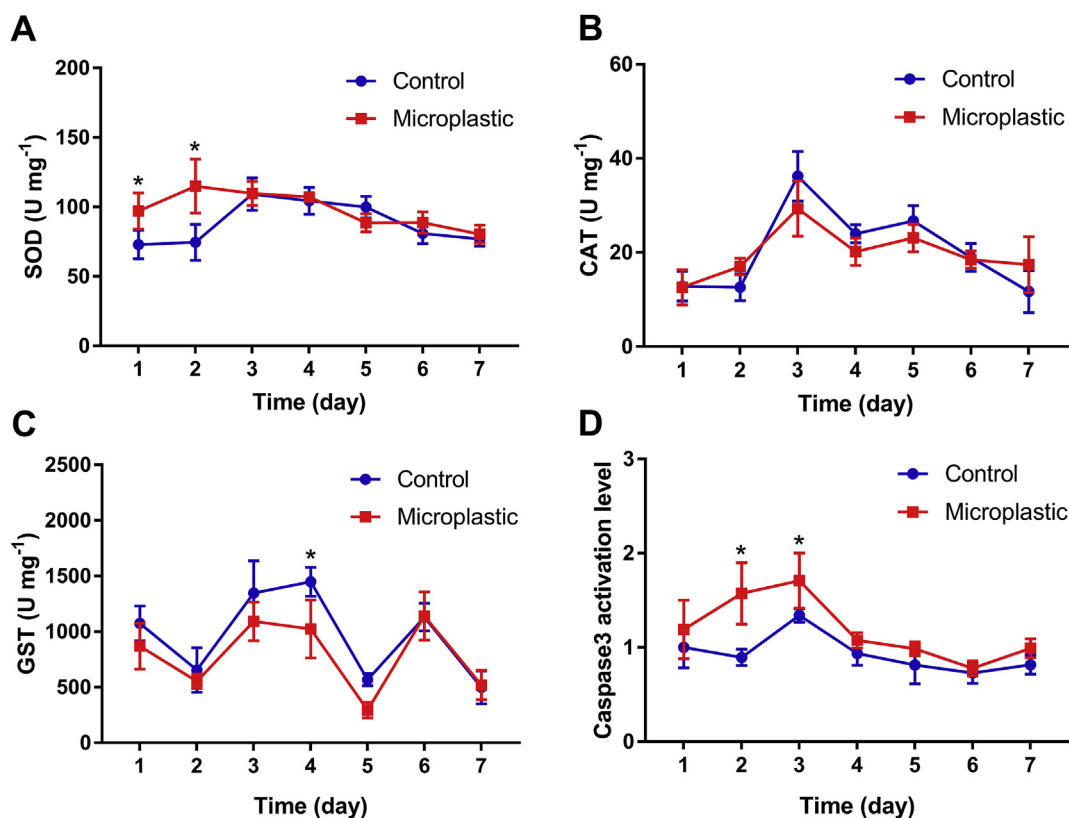 A
SOD (U mg⁻¹)
200
150
100
50
0
Control
Microplastic
*
*
1 2 3 4 5 6 7
Time (day)
B
CAT (U mg⁻¹)
60
40
20
0
Control
Microplastic
1 2 3 4 5 6 7
Time (day)
C
GST (U mg⁻¹)
2500
2000
1500
1000
500
0
Control
Microplastic
*
1 2 3 4 5 6 7
Time (day)
D
Caspase3 activation level
3
2
1
0
Control
Microplastic
*
*
1 2 3 4 5 6 7
Time (day)